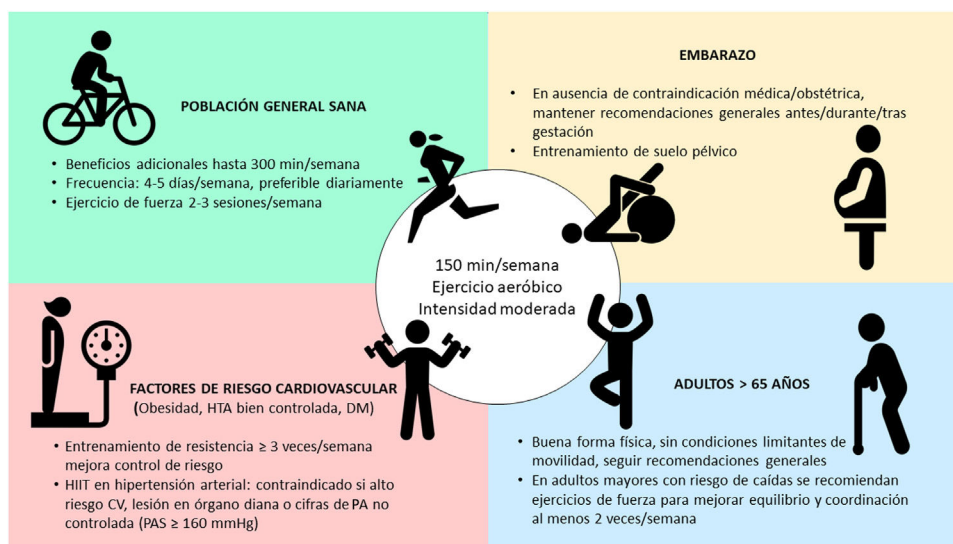 POBLACIÓN GENERAL SANA
• Beneficios adicionales hasta 300 min/semana
• Frecuencia: 4-5 días/semana, preferible diariamente
• Ejercicio de fuerza 2-3 sesiones/semana
EMBARAZO
• En ausencia de contraindicación médica/obstétrica,
mantener recomendaciones generales antes/durante/tras
gestación
• Entrenamiento de suelo pélvico
150 min/semana
Ejercicio aeróbico
Intensidad moderada
FACTORES DE RIESGO CARDIOVASCULAR
(Obesidad, HTA bien controlada, DM)
• Entrenamiento de resistencia ≥ 3 veces/semana
mejora control de riesgo
• HIIT en hipertensión arterial: contraindicado si alto
riesgo CV, lesión en órgano diana o cifras de PA no
controlada (PAS ≥ 160 mmHg)
ADULTOS > 65 AÑOS
• Buena forma física, sin condiciones limitantes de
movilidad, seguir recomendaciones generales
• En adultos mayores con riesgo de caídas se recomiendan
ejercicios de fuerza para mejorar equilibrio y coordinación
al menos 2 veces/semana